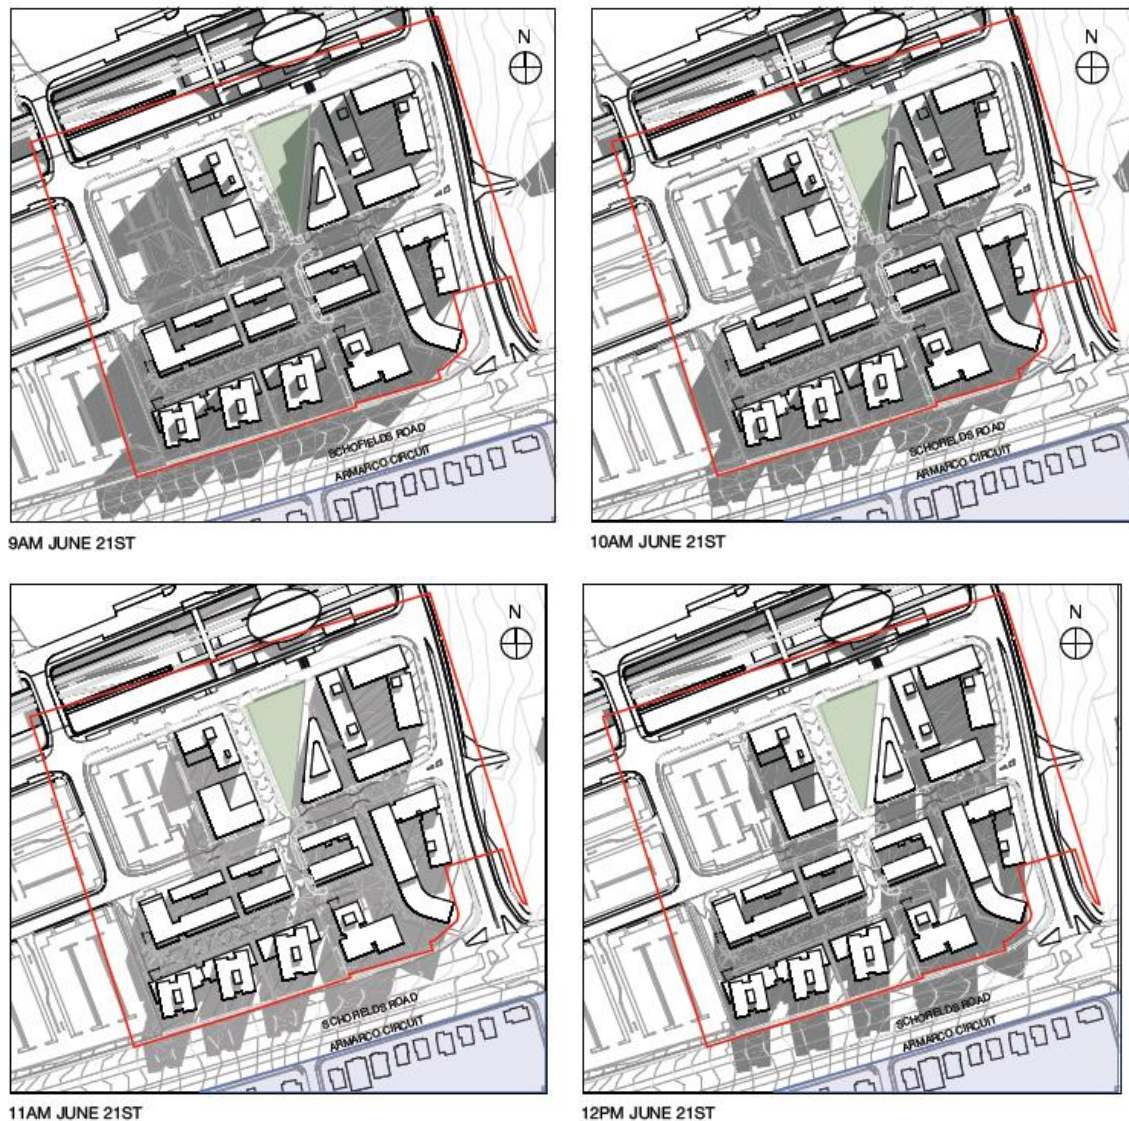 N
N
SCHOFIELDS ROAD
ARMARCO CIRCUIT
SCHOFIELDS ROAD
ARMARCO CIRCUIT
9AM JUNE 21ST
10AM JUNE 21ST
N
N
SCHOFIELDS ROAD
ARMARCO CIRCUIT
SCHOFIELDS ROAD
ARMARCO CIRCUIT
11AM JUNE 21ST
12PM JUNE 21ST